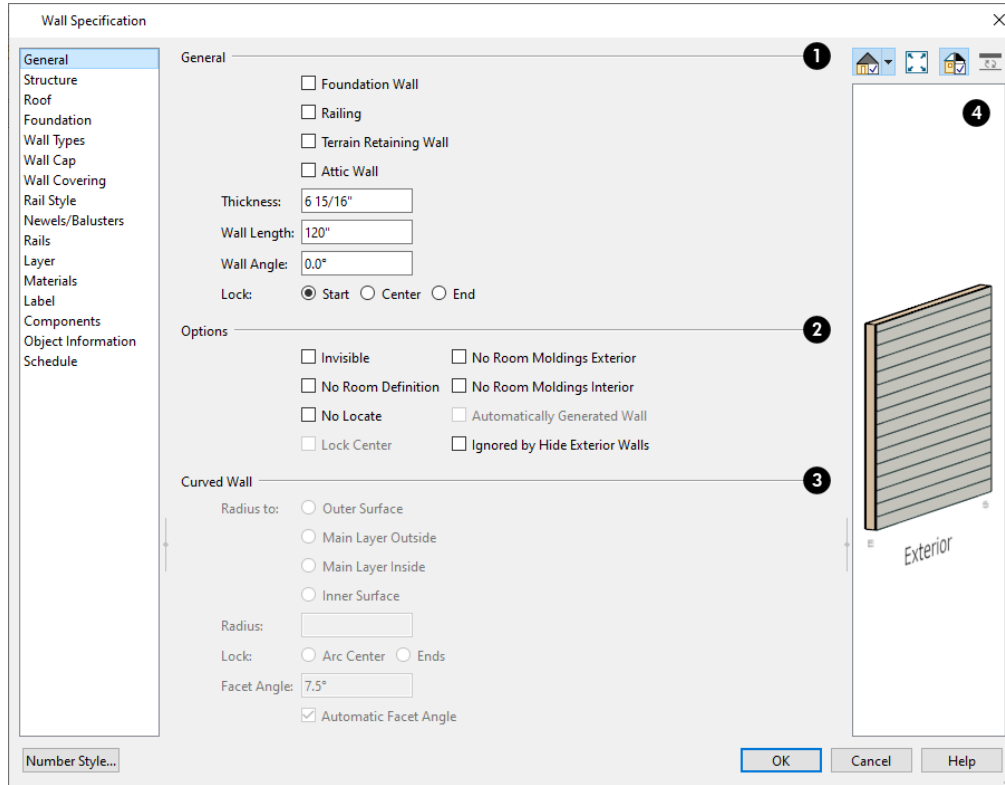 Wall Specification
General
Structure
Roof
Foundation
Wall Types
Wall Cap
Wall Covering
Rail Style
Newels/Balusters
Rails
Layer
Materials
Label
Components
Object Information
Schedule
General 1
Foundation Wall
Railing
Terrain Retaining Wall
Attic Wall
Thickness: 6 15/16"
Wall Length: 120"
Wall Angle: 0.0°
Lock: Start Center End
Options 2
Invisible No Room Moldings Exterior
No Room Definition No Room Moldings Interior
No Locate Automatically Generated Wall
Lock Center Ignored by Hide Exterior Walls
Curved Wall 3
Radius to: Outer Surface
Main Layer Outside
Main Layer Inside
Inner Surface
Radius:
Lock: Arc Center Ends
Facet Angle: 7.5°
Automatic Facet Angle
4
Exterior
Number Style... OK Cancel Help